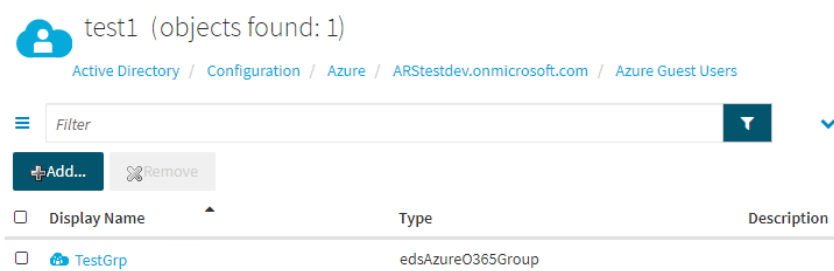 test1 (objects found: 1)
Active Directory / Configuration / Azure / ARStestdev.onmicrosoft.com / Azure Guest Users
Filter
Add... Remove
Display Name Type Description
TestGrp edsAzureO365Group